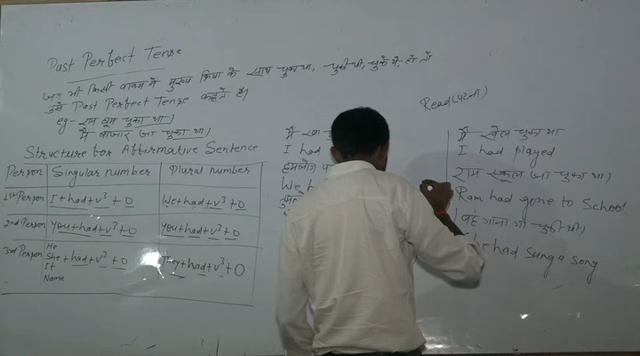 Past Perfect Tense
जब भी किसी वाक्य में मुख्य क्रिया के साथ चुका था, चुकी थी, चुके थे, हो तो
उसे Past Perfect Tense कहते है।
eg- राम घूम चुका था।
मैं बाजार जा चुका था।
Structure for Affirmative Sentence
Person Singular number Plural number
1st Person I+had+v³+O We+had+v³+O
2nd Person You+had+v³+O You+had+v³+O
3rd Person He
She +had+v³+O They+had+v³+O
It
Name
मैं
I had
हमलोग
We
Read(पढ़ना)
मैं खेल चुका था
I had played
राम स्कूल जा चुका था।
Ram had gone to School
वह गाना गा चुकी थी।
had sung a song